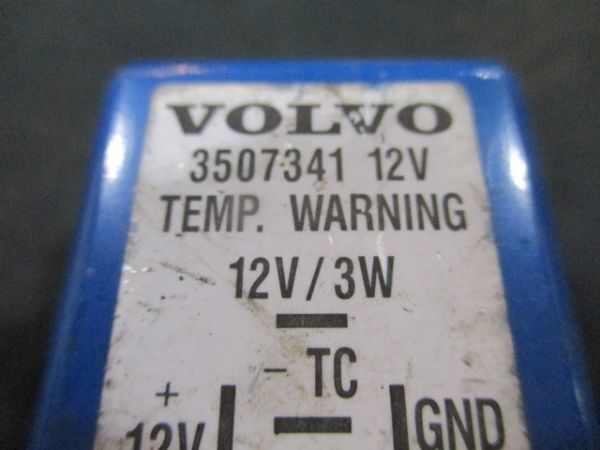 VOLVO
3507341 12V
TEMP. WARNING
12V/3W
- TC
+
12V GND